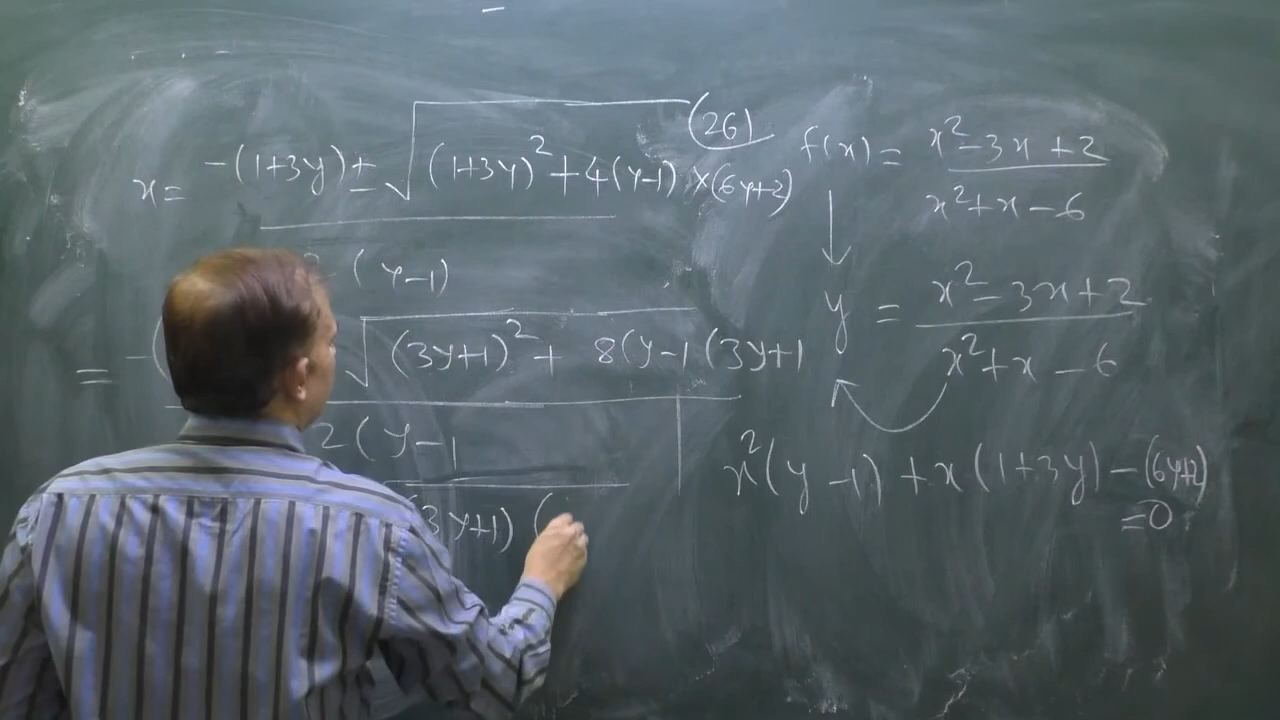 (26)
x = -(1+3y) ± √(1+3y)² + 4(y-1) ×(6y+2)
2 (y-1)
= - √(3y+1)² + 8(y-1(3y+1
2(y-1
3y+1) (
f(x) = x²-3x+2
x²+x-6
y = x²-3x+2
x²+x-6
x²(y-1) + x(1+3y) - (6y+2)
=0